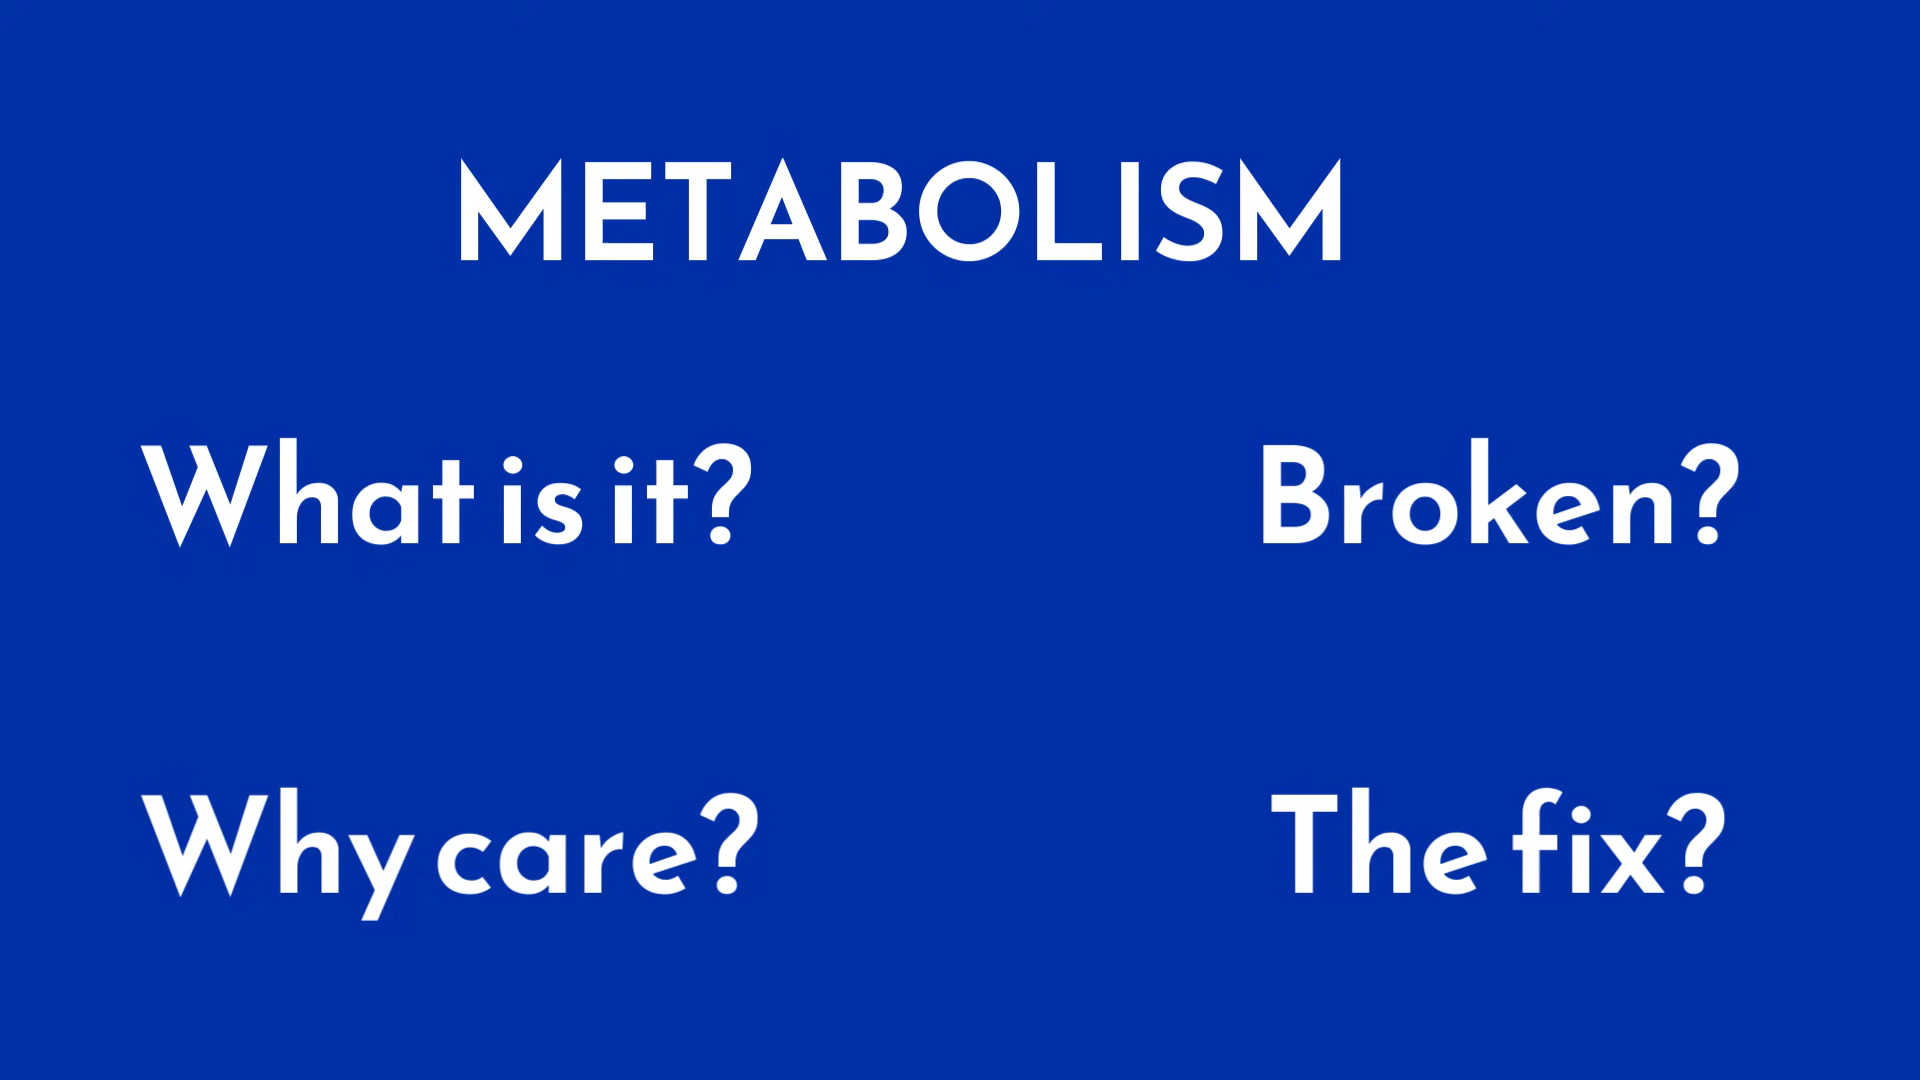 METABOLISM
What is it?
Broken?
Why care?
The fix?